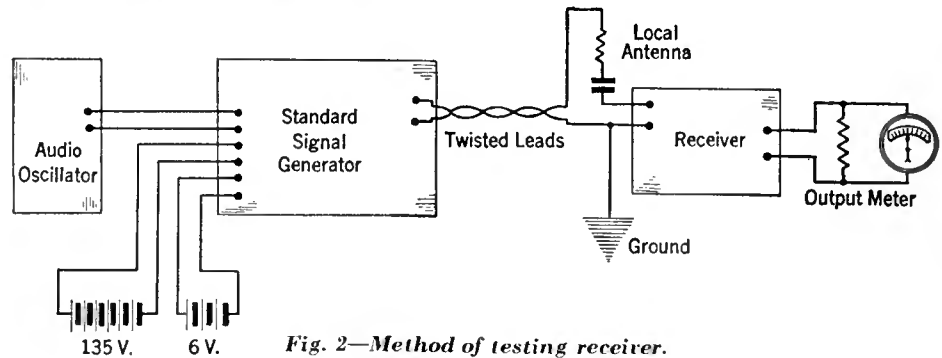 Audio
Oscillator
Standard
Signal
Generator
Twisted Leads
Local
Antenna
Receiver
Output Meter
Ground
135 V.
6 V.
Fig. 2—Method of testing receiver.